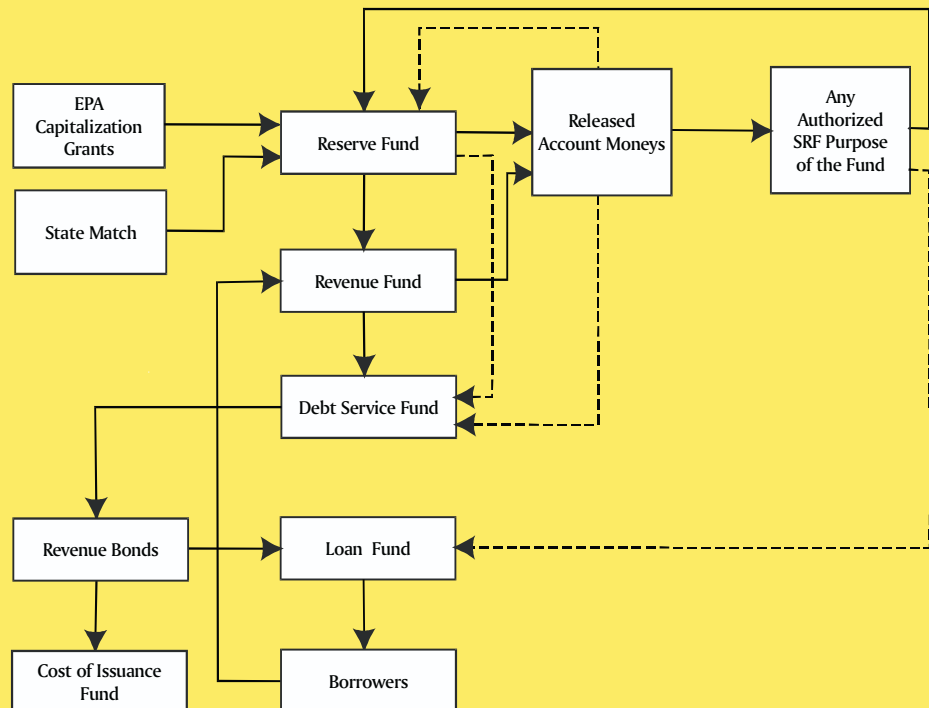 EPA
Capitalization
Grants
State Match
Reserve Fund
Revenue Fund
Debt Service Fund
Released
Account Moneys
Any
Authorized
SRF Purpose
of the Fund
Revenue Bonds
Loan Fund
Cost of Issuance
Fund
Borrowers